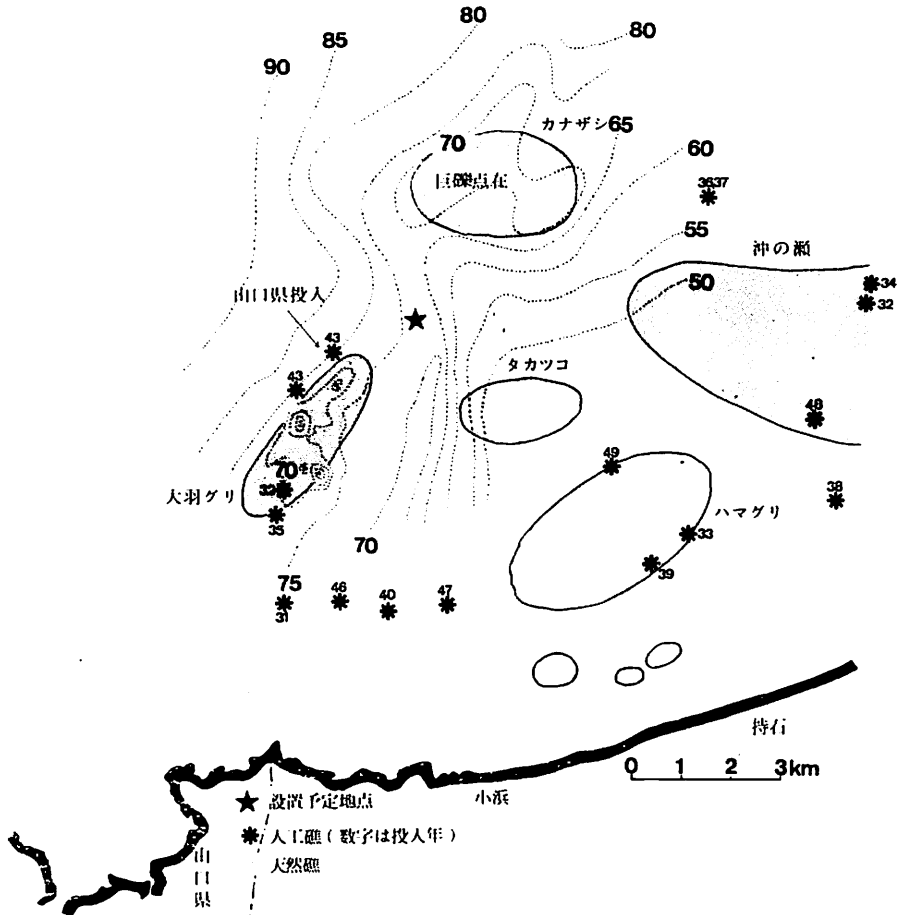 80
85
80
90
カナザシ65
70
60
巨礫点在
3637
55
沖の瀬
50
34
山口県投入
32
43
タカツコ
43
48
49
70
38
大羽グリ
ハマグリ
35
33
70
39
75
46
40
47
31
持石
0 1 2 3km
小浜
設置予定地点
人工礁(数字は投入年)
天然礁
山口県